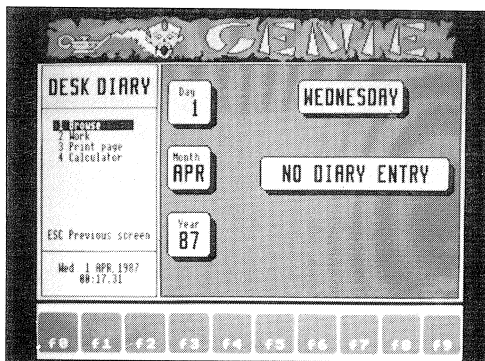 GENIE
DESK DIARY
1 Browse
2 Work
3 Print page
4 Calculator
ESC Previous screen
Wed 1 APR 1987
00:17.31
Day
1
Month
APR
Year
87
WEDNESDAY
NO DIARY ENTRY
f0 f1 f2 f3 f4 f5 f6 f7 f8 f9